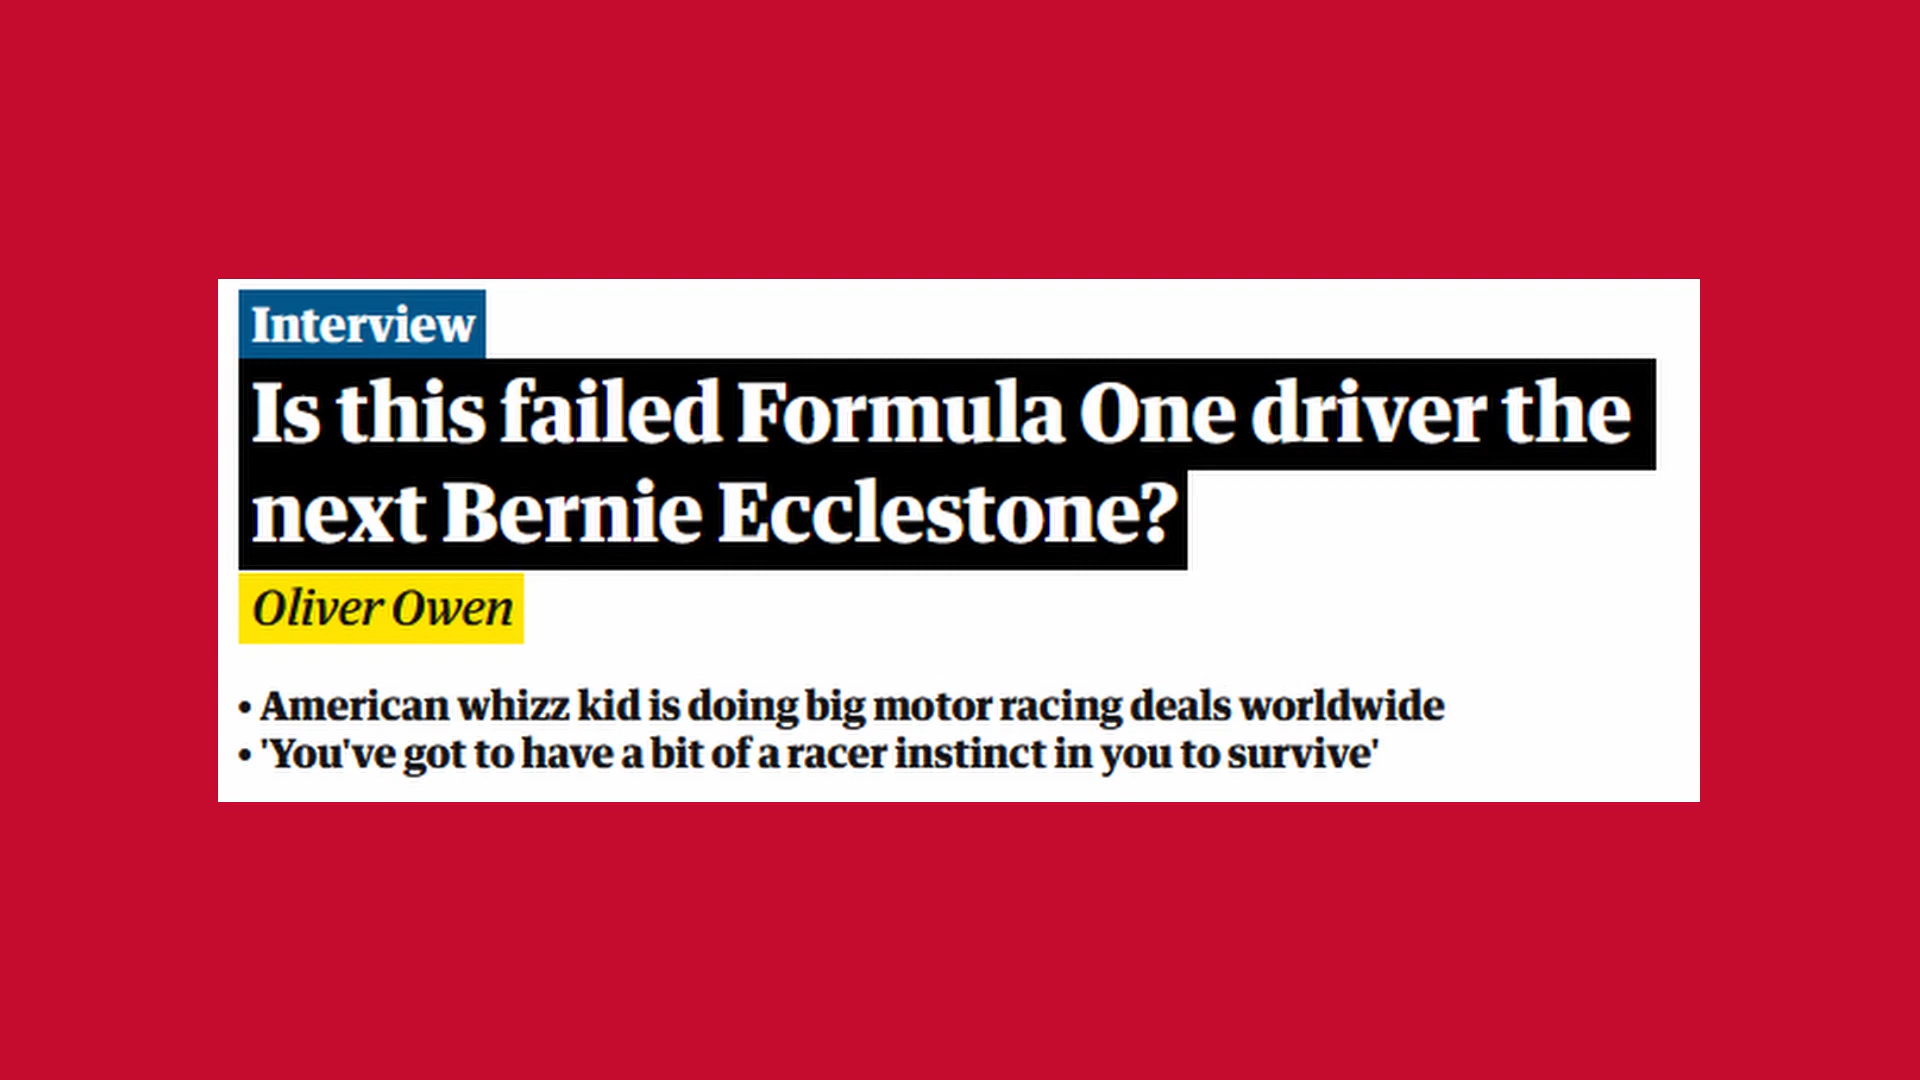 Interview
Is this failed Formula One driver the
next Bernie Ecclestone?
Oliver Owen
• American whizz kid is doing big motor racing deals worldwide
• 'You've got to have a bit of a racer instinct in you to survive'